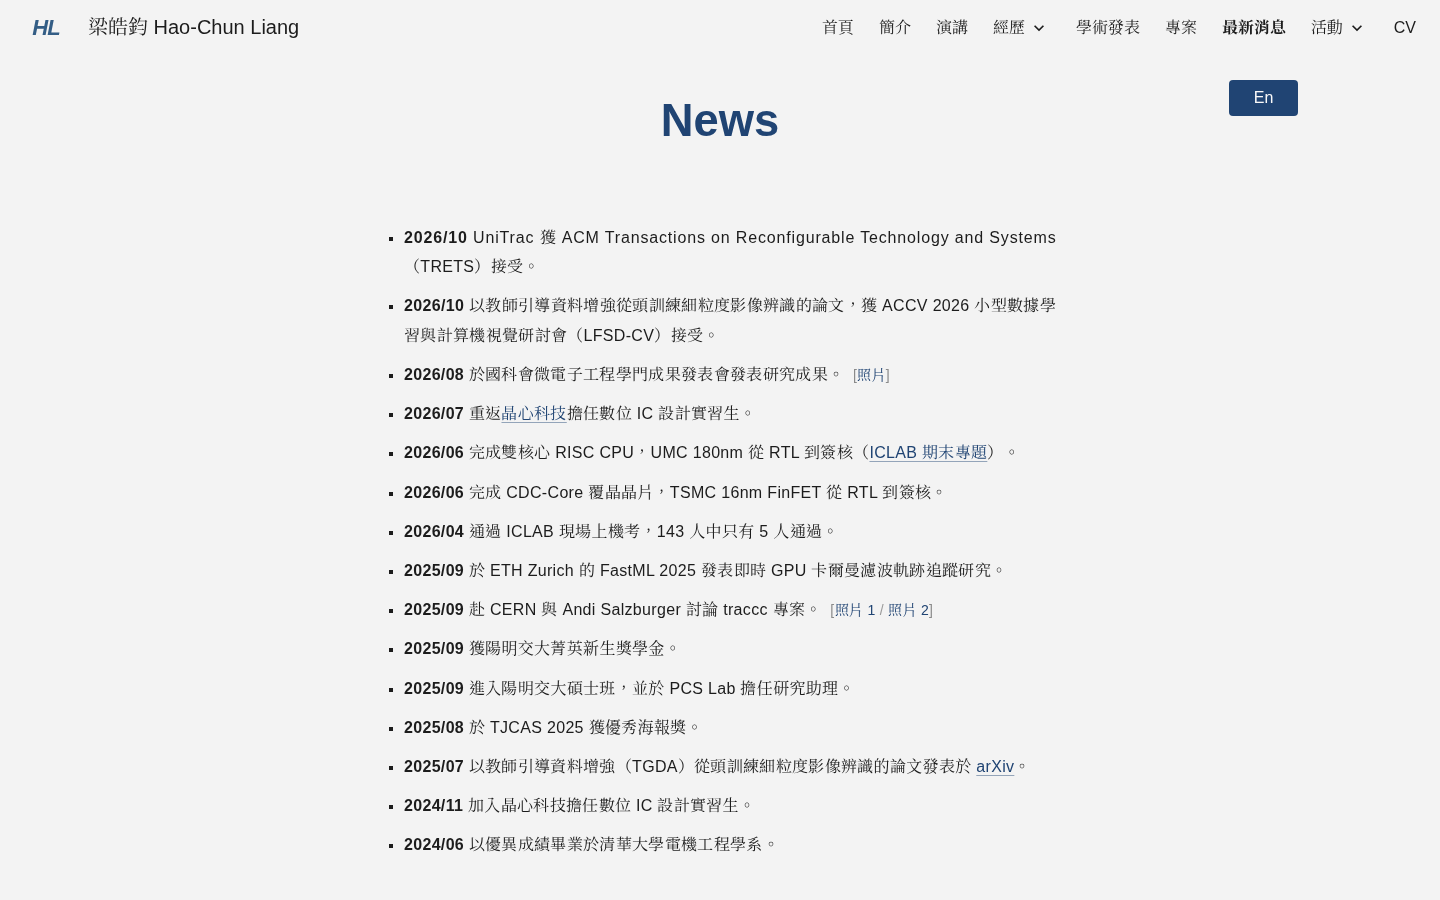 HL 梁皓鈞 Hao-Chun Liang 首頁 簡介 演講 經歷 學術發表 專案 最新消息 活動 CV
En
News
2026/10 UniTrac 獲 ACM Transactions on Reconfigurable Technology and Systems
（TRETS）接受。
2026/10 以教師引導資料增強從頭訓練細粒度影像辨識的論文，獲 ACCV 2026 小型數據學
習與計算機視覺研討會（LFSD-CV）接受。
2026/08 於國科會微電子工程學門成果發表會發表研究成果。 [照片]
2026/07 重返晶心科技擔任數位 IC 設計實習生。
2026/06 完成雙核心 RISC CPU，UMC 180nm 從 RTL 到簽核（ICLAB 期末專題）。
2026/06 完成 CDC-Core 覆晶晶片，TSMC 16nm FinFET 從 RTL 到簽核。
2026/04 通過 ICLAB 現場上機考，143 人中只有 5 人通過。
2025/09 於 ETH Zurich 的 FastML 2025 發表即時 GPU 卡爾曼濾波軌跡追蹤研究。
2025/09 赴 CERN 與 Andi Salzburger 討論 traccc 專案。 [照片 1 / 照片 2]
2025/09 獲陽明交大菁英新生獎學金。
2025/09 進入陽明交大碩士班，並於 PCS Lab 擔任研究助理。
2025/08 於 TJCAS 2025 獲優秀海報獎。
2025/07 以教師引導資料增強（TGDA）從頭訓練細粒度影像辨識的論文發表於 arXiv。
2024/11 加入晶心科技擔任數位 IC 設計實習生。
2024/06 以優異成績畢業於清華大學電機工程學系。